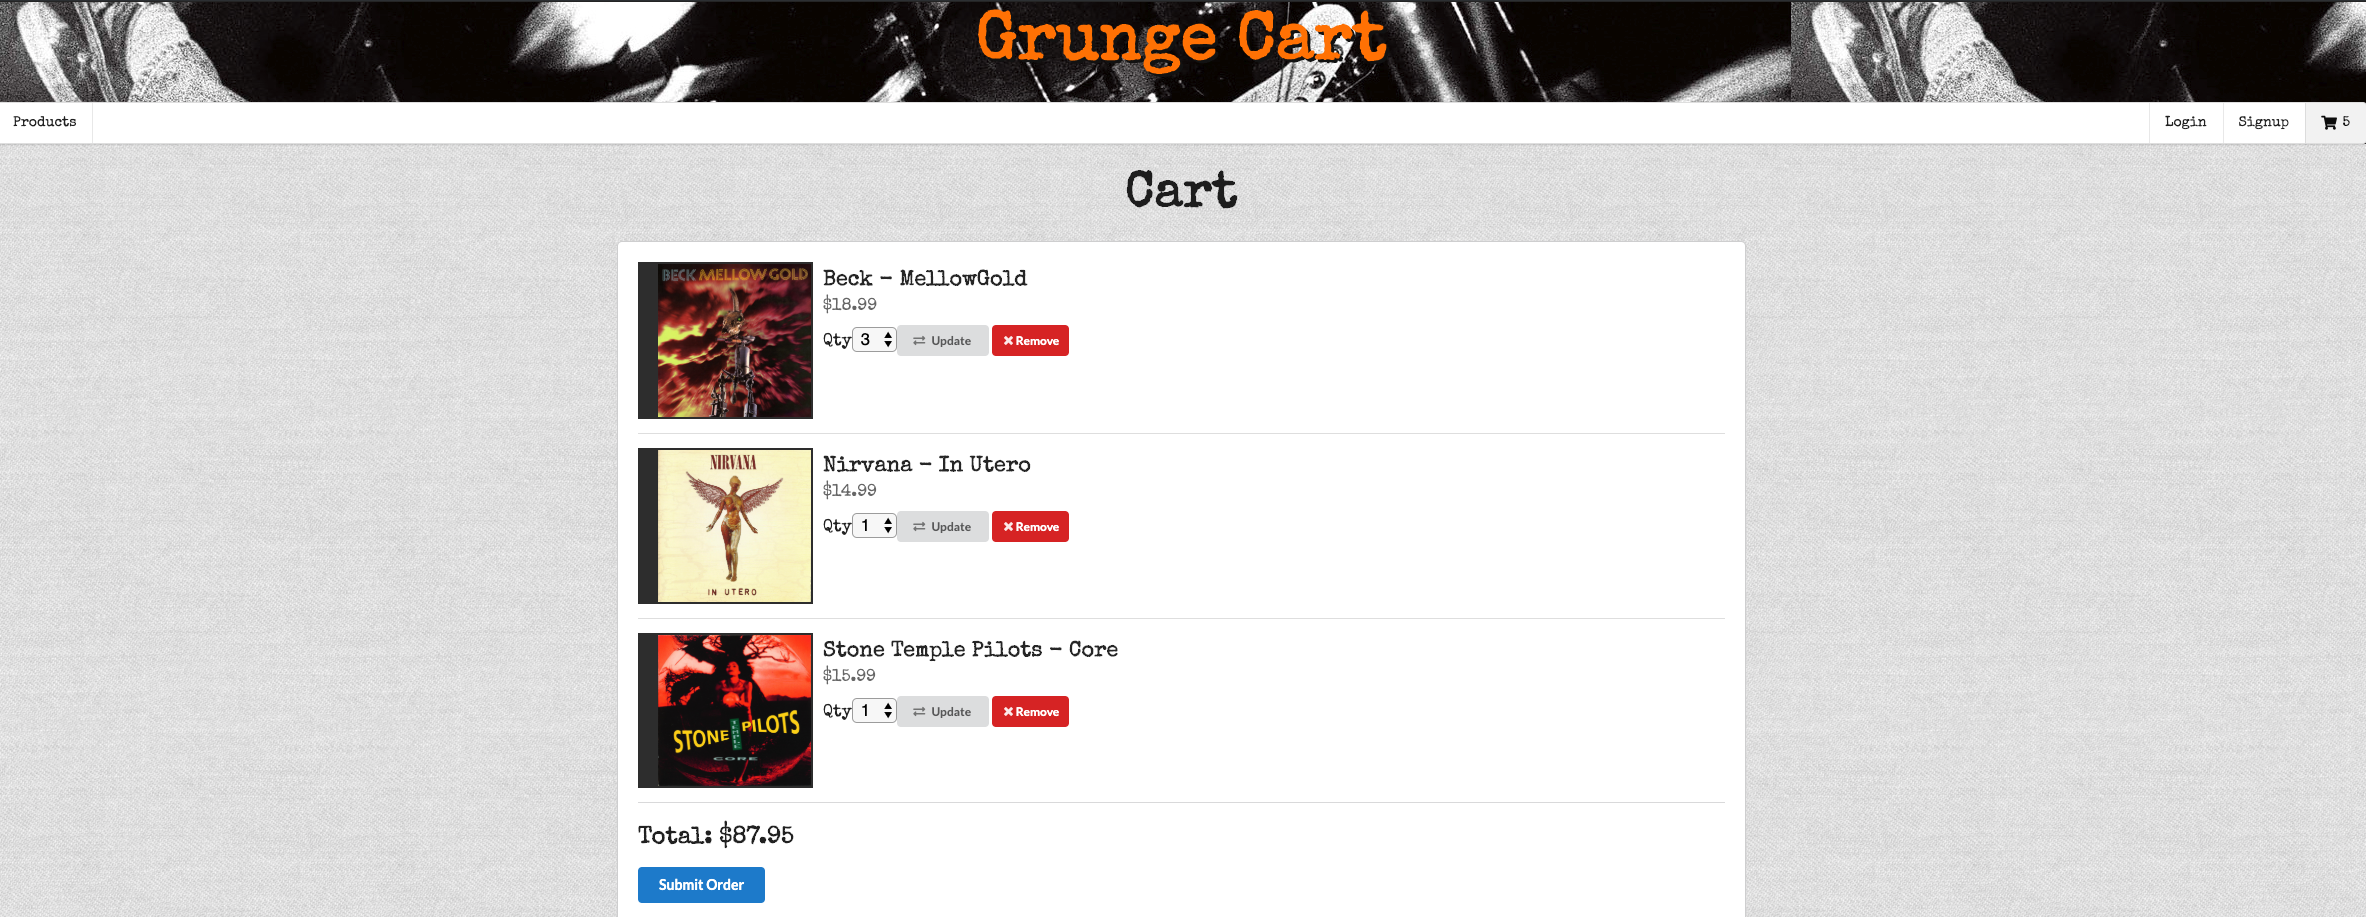 Grunge Cart
Products
Login
Signup
5
Cart
BECK MELLOW GOLD
Beck - MellowGold
$18.99
Qty 3 Update Remove
NIRVANA
IN UTERO
Nirvana - In Utero
$14.99
Qty 1 Update Remove
STONE TEMPLE PILOTS
CORE
Stone Temple Pilots - Core
$15.99
Qty 1 Update Remove
Total: $87.95
Submit Order